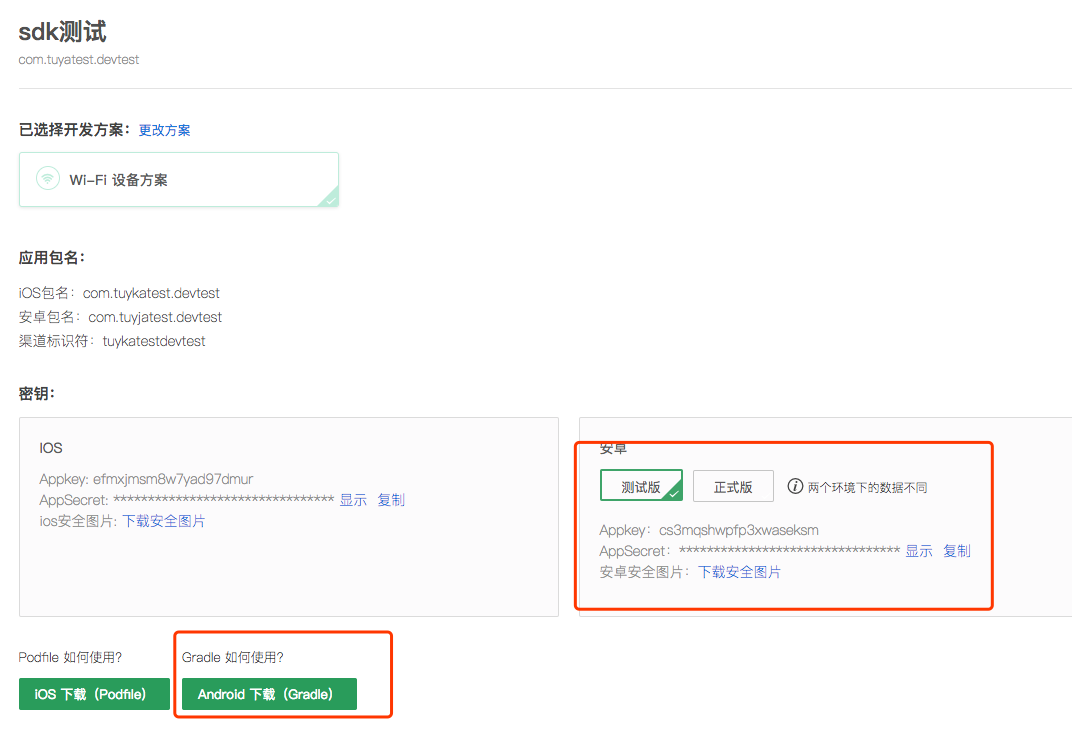 sdk测试
com.tuyatest.devtest
已选择开发方案： 更改方案
Wi-Fi 设备方案
应用包名：
iOS包名： com.tuykatest.devtest
安卓包名： com.tuyjatest.devtest
渠道标识符： tuykatestdevtest
密钥：
IOS
Appkey: efmxjmsm8w7yad97dmur
AppSecret: ******************************** 显示 复制
ios安全图片: 下载安全图片
安卓
测试版 正式版 i 两个环境下的数据不同
Appkey： cs3mqshwpfp3xwaseksm
AppSecret： ******************************** 显示 复制
安卓安全图片： 下载安全图片
Podfile 如何使用?
iOS 下载（Podfile）
Gradle 如何使用?
Android 下载（Gradle）